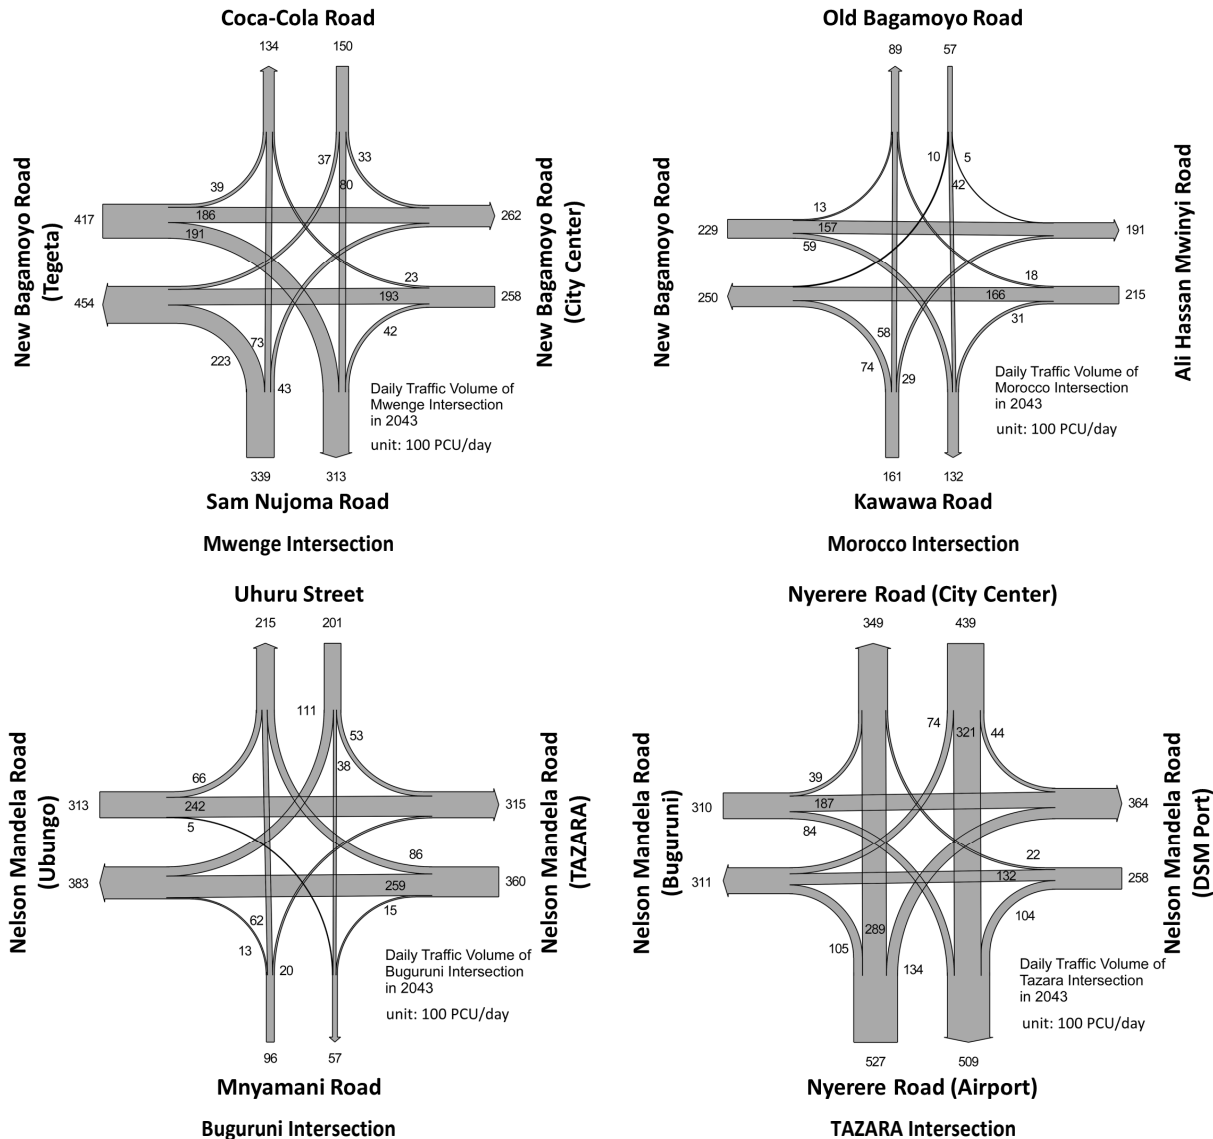 Coca-Cola Road
134
150
New Bagamoyo Road
(Tegeta)
417
454
39
186
191
37
33
80
262
258
23
193
42
223
73
43
New Bagamoyo Road
(City Center)
Daily Traffic Volume of
Mwenge Intersection
in 2043
unit: 100 PCU/day
339
313
Sam Nujoma Road
Mwenge Intersection
Old Bagamoyo Road
89
57
New Bagamoyo Road
229
250
13
157
59
10
5
42
191
215
18
166
31
58
74
29
Ali Hassan Mwinyi Road
Daily Traffic Volume of
Morocco Intersection
in 2043
unit: 100 PCU/day
161
132
Kawawa Road
Morocco Intersection
Uhuru Street
215
201
Nelson Mandela Road
(Ubungo)
313
383
66
242
5
111
53
38
315
360
86
259
15
62
13
20
Nelson Mandela Road
(TAZARA)
Daily Traffic Volume of
Buguruni Intersection
in 2043
unit: 100 PCU/day
96
57
Mnyamani Road
Buguruni Intersection
Nyerere Road (City Center)
349
439
Nelson Mandela Road
(Buguruni)
310
311
39
187
84
74
321
44
364
258
22
132
104
289
105
134
Nelson Mandela Road
(DSM Port)
Daily Traffic Volume of
Tazara Intersection
in 2043
unit: 100 PCU/day
527
509
Nyerere Road (Airport)
TAZARA Intersection